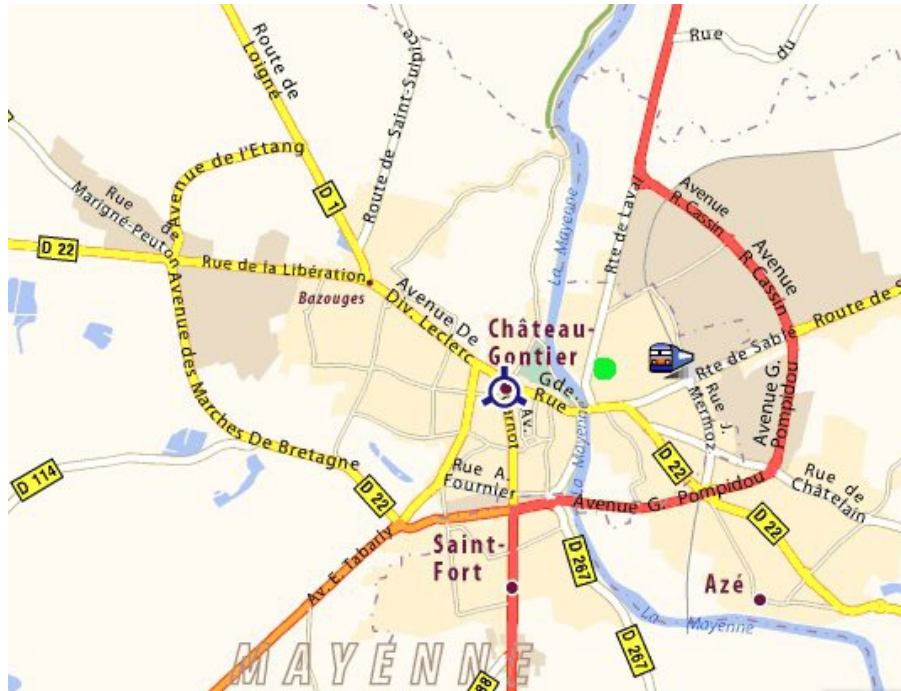 Rue du
Route de Loigné
Route de Saint-Sulpice
La Mayenne
Rte de Laval
Avenue R. Cassin
Avenue R. Cassin
Avenue de l'Etang
D 1
Rue de Marigné-Peuton
D 22
Rue de la Libération
Bazouges
Avenue De
Div. Leclerc
Château-
Gontier
Gde
Rue
Rte de Sablé
Route de S
Avenue G.
Pompidou
Rue J.
Mermoz
Avenue des Marches De Bretagne
Av.
La Mayenne
D 22
Rue de
Châtelain
D 114
Rue A.
Fournier
D 22
Avenue G. Pompidou
D 22
Av. E. Tabarly
Saint-
Fort
D 267
Azé
La Mayenne
D 267
MAYENNE